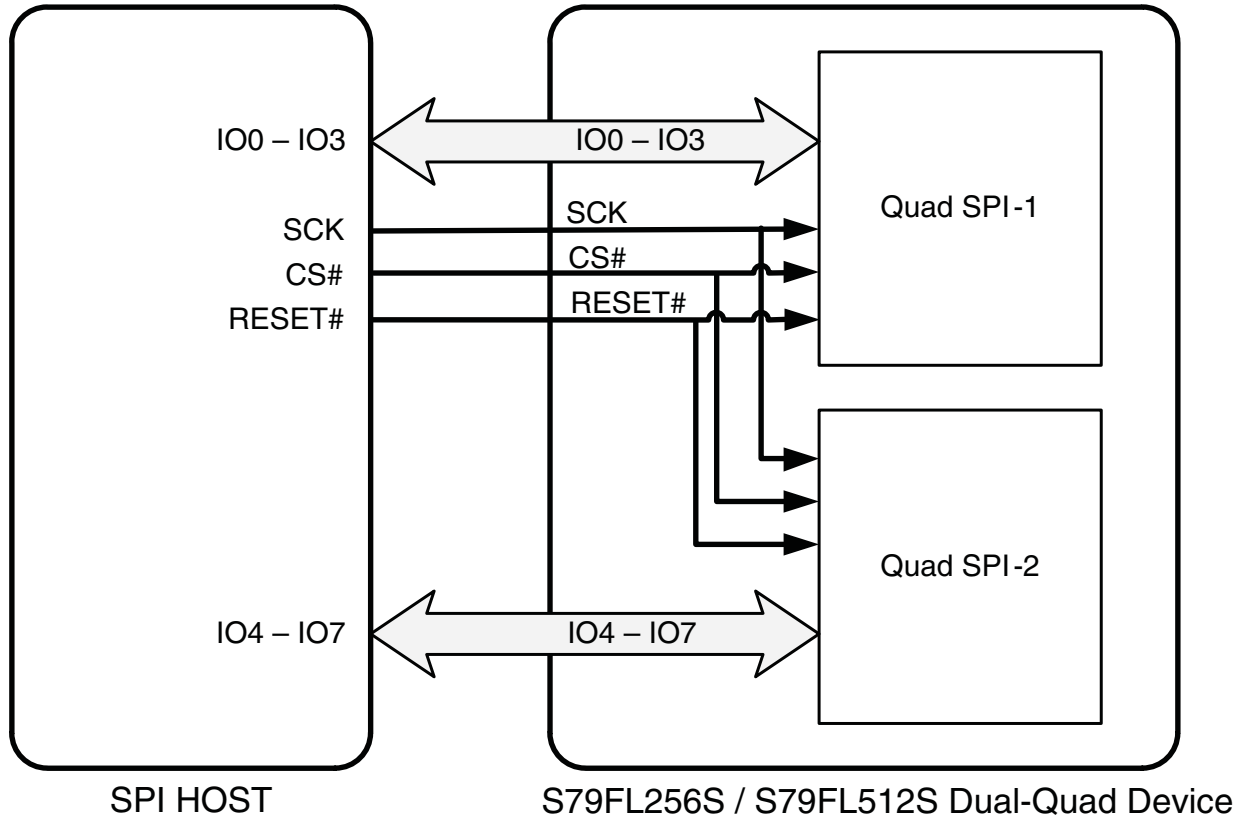 IO0 – IO3
IO0 – IO3
Quad SPI-1
SCK
SCK
CS#
CS#
RESET#
RESET#
Quad SPI-2
IO4 – IO7
IO4 – IO7
SPI HOST
S79FL256S / S79FL512S Dual-Quad Device